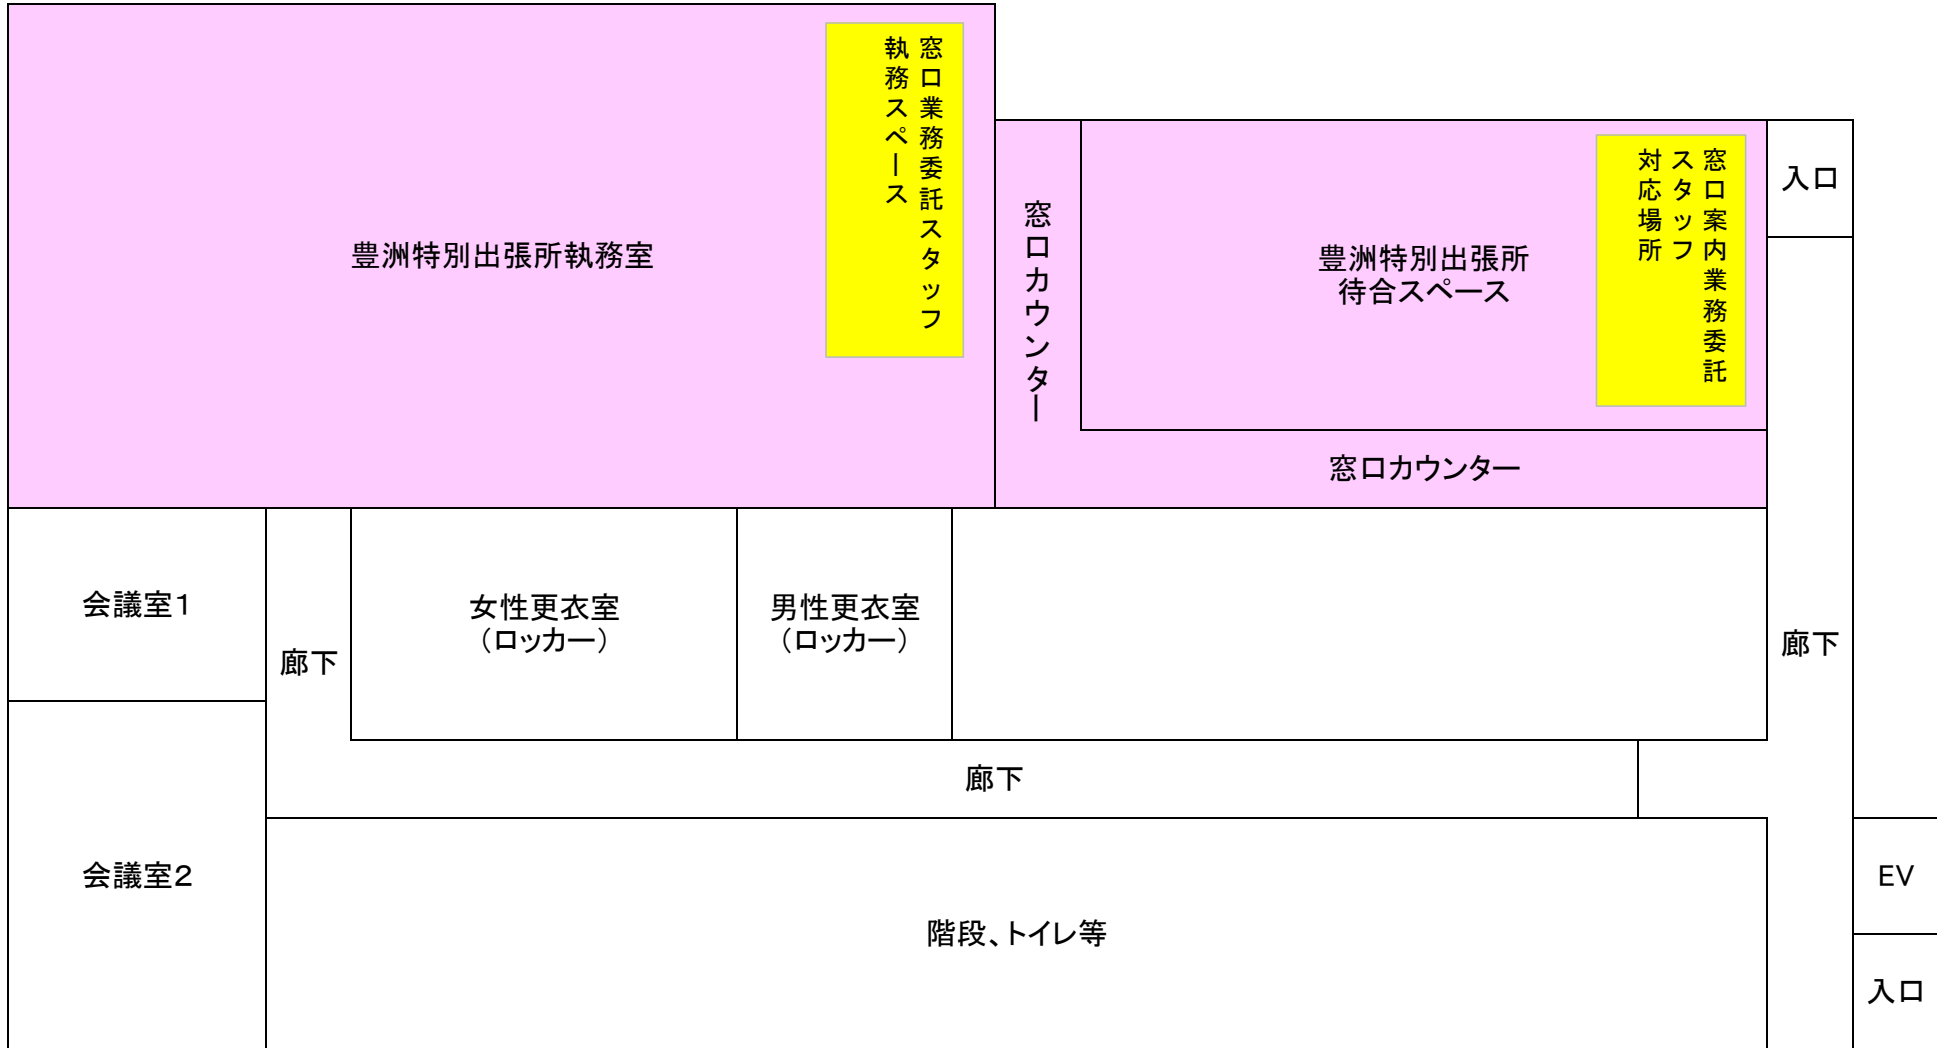 窓口業務委託スタッフ
執務スペース
豊洲特別出張所執務室
窓口カウンター
豊洲特別出張所
待合スペース
窓口案内業務委託
スタッフ
対応場所
入口
窓口カウンター
会議室1
廊下
女性更衣室
（ロッカー）
男性更衣室
（ロッカー）
廊下
廊下
会議室2
階段、トイレ等
EV
入口